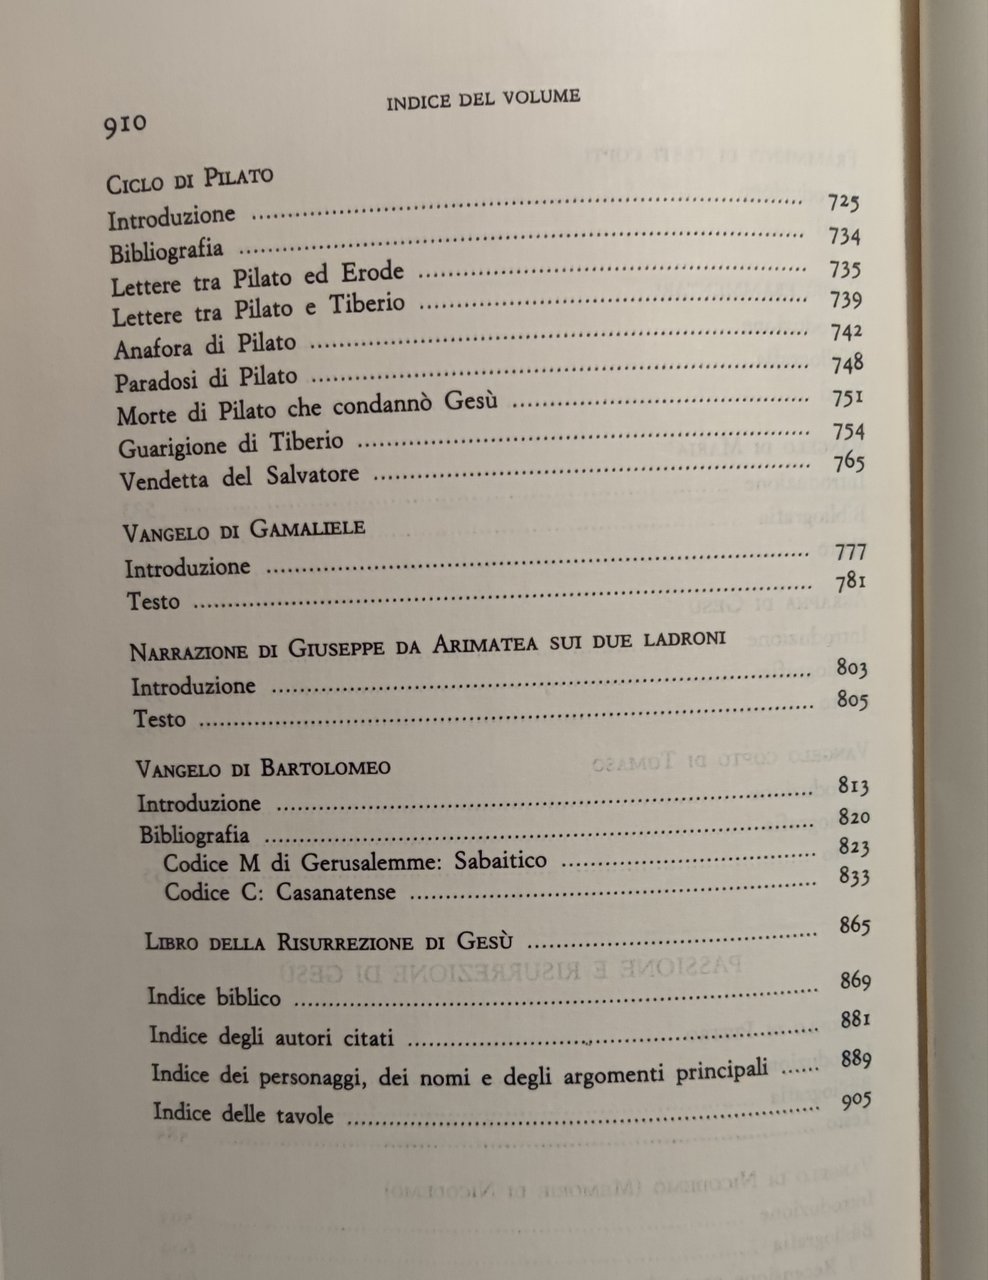 910
INDICE DEL VOLUME
CICLO DI PILATO
Introduzione ........ 725
Bibliografia ........ 734
Lettere tra Pilato ed Erode ........ 735
Lettere tra Pilato e Tiberio ........ 739
Anafora di Pilato ........ 742
Paradosi di Pilato ........ 748
Morte di Pilato che condannò Gesù ........ 751
Guarigione di Tiberio ........ 754
Vendetta del Salvatore ........ 765
VANGELO DI GAMALIELE
Introduzione ........ 777
Testo ........ 781
NARRAZIONE DI GIUSEPPE DA ARIMATEA SUI DUE LADRONI
Introduzione ........ 803
Testo ........ 805
VANGELO DI BARTOLOMEO
Introduzione ........ 813
Bibliografia ........ 820
Codice M di Gerusalemme: Sabaitico ........ 823
Codice C: Casanatense ........ 833
LIBRO DELLA RISURREZIONE DI GESÙ ........ 865
Indice biblico ........ 869
Indice degli autori citati ........ 881
Indice dei personaggi, dei nomi e degli argomenti principali ...... 889
Indice delle tavole ........ 905